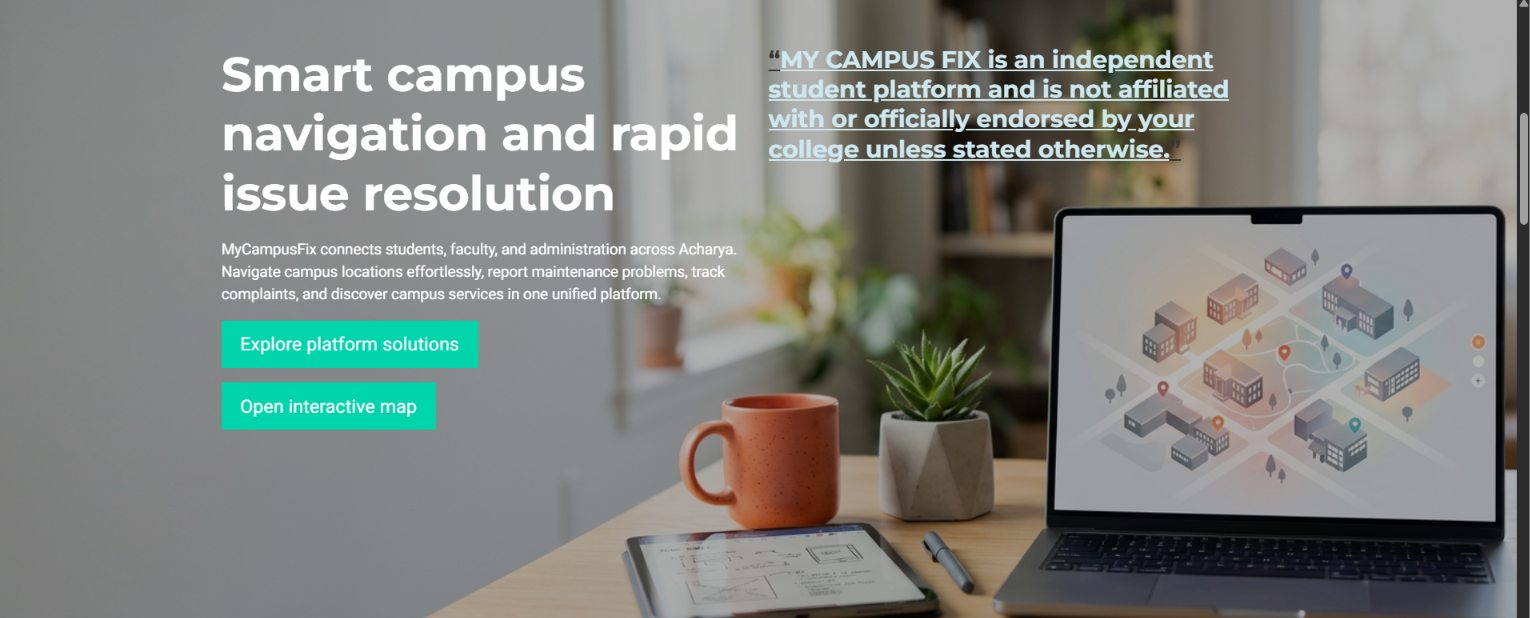 Smart campus
navigation and rapid
issue resolution
MyCampusFix connects students, faculty, and administration across Acharya.
Navigate campus locations effortlessly, report maintenance problems, track
complaints, and discover campus services in one unified platform.
Explore platform solutions
Open interactive map
“MY CAMPUS FIX is an independent
student platform and is not affiliated
with or officially endorsed by your
college unless stated otherwise.”